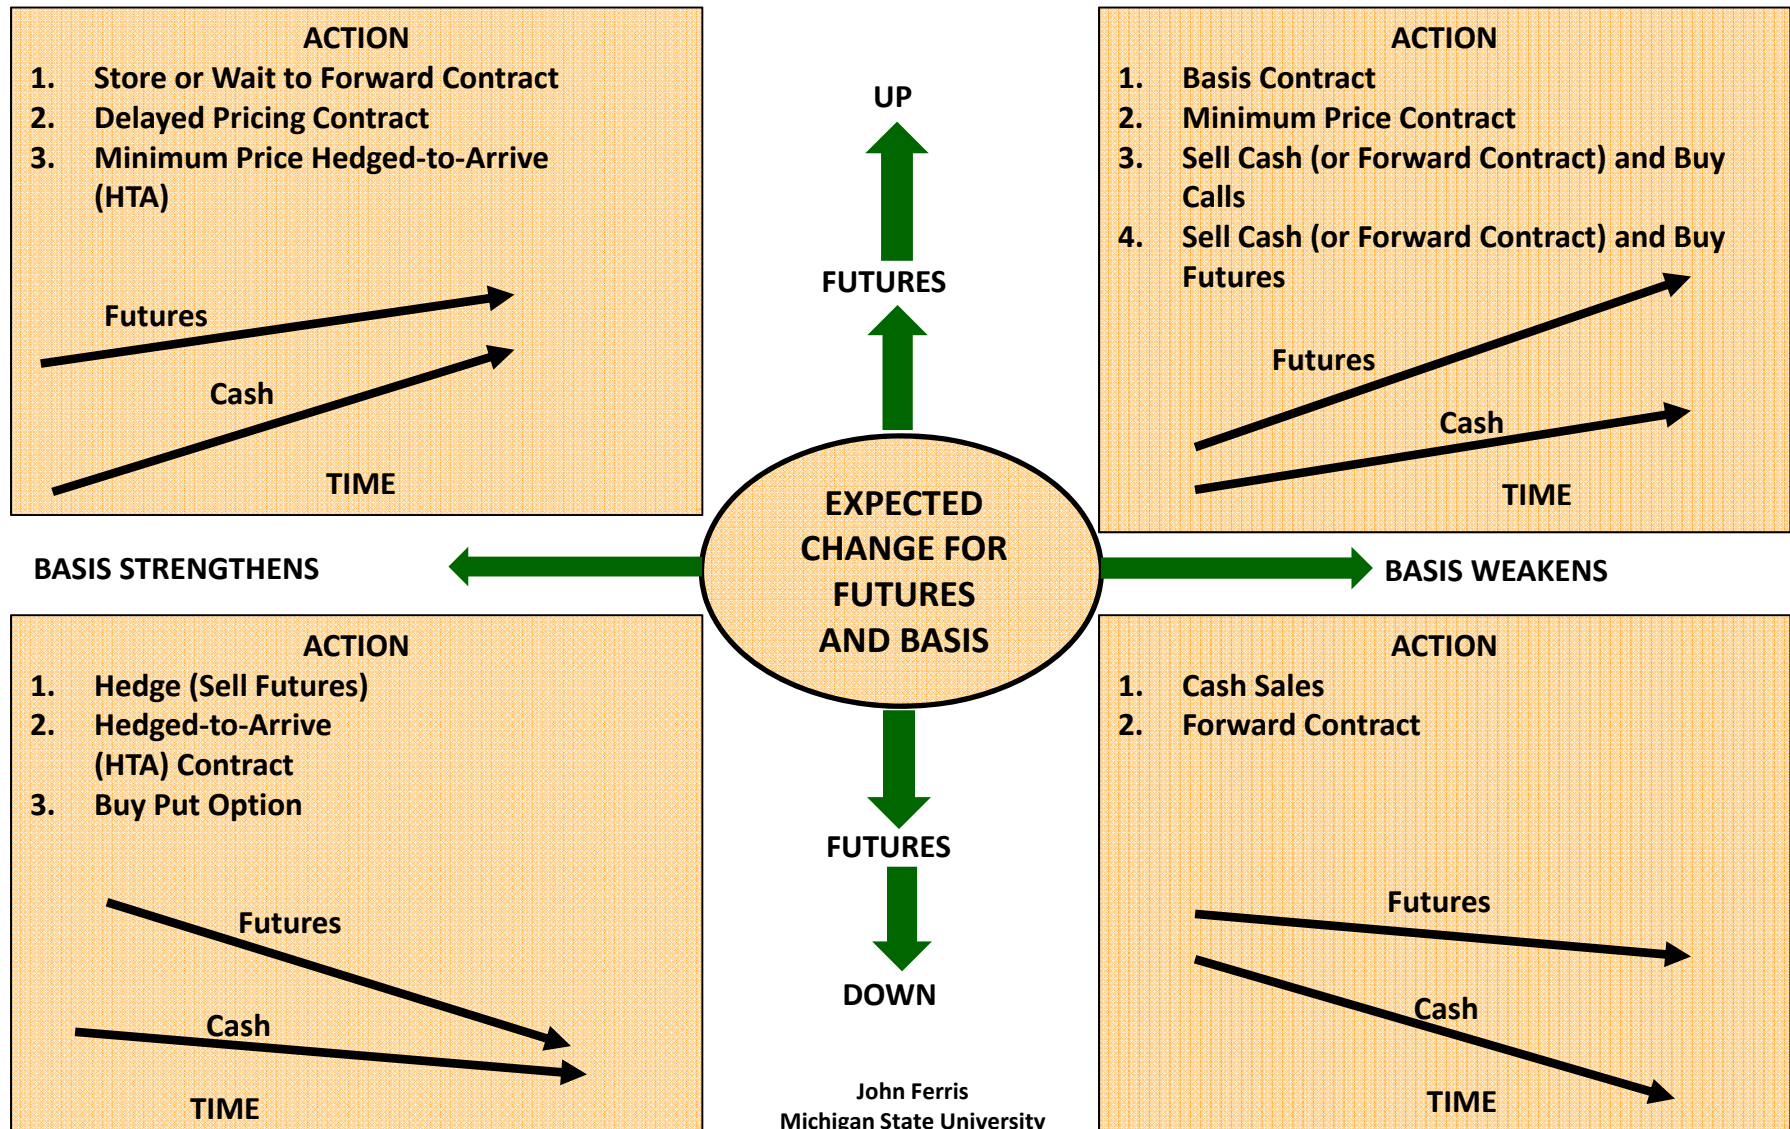 ACTION
1. Store or Wait to Forward Contract
2. Delayed Pricing Contract
3. Minimum Price Hedged-to-Arrive
(HTA)
Futures
Cash
TIME
UP
FUTURES
ACTION
1. Basis Contract
2. Minimum Price Contract
3. Sell Cash (or Forward Contract) and Buy
Calls
4. Sell Cash (or Forward Contract) and Buy
Futures
Futures
Cash
TIME
BASIS STRENGTHENS
EXPECTED
CHANGE FOR
FUTURES
AND BASIS
BASIS WEAKENS
ACTION
1. Hedge (Sell Futures)
2. Hedged-to-Arrive
(HTA) Contract
3. Buy Put Option
Futures
Cash
TIME
FUTURES
DOWN
John Ferris
Michigan State University
ACTION
1. Cash Sales
2. Forward Contract
Futures
Cash
TIME